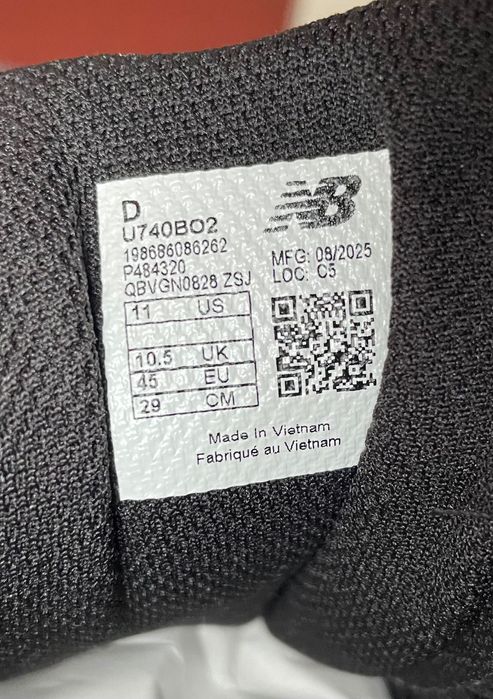 D
U740BO2
198686086262
P484320
QBVGN0828 ZSJ
NB
MFG: 08/2025
LOC: C5
11 US
10.5 UK
45 EU
29 CM
Made In Vietnam
Fabriqué au Vietnam